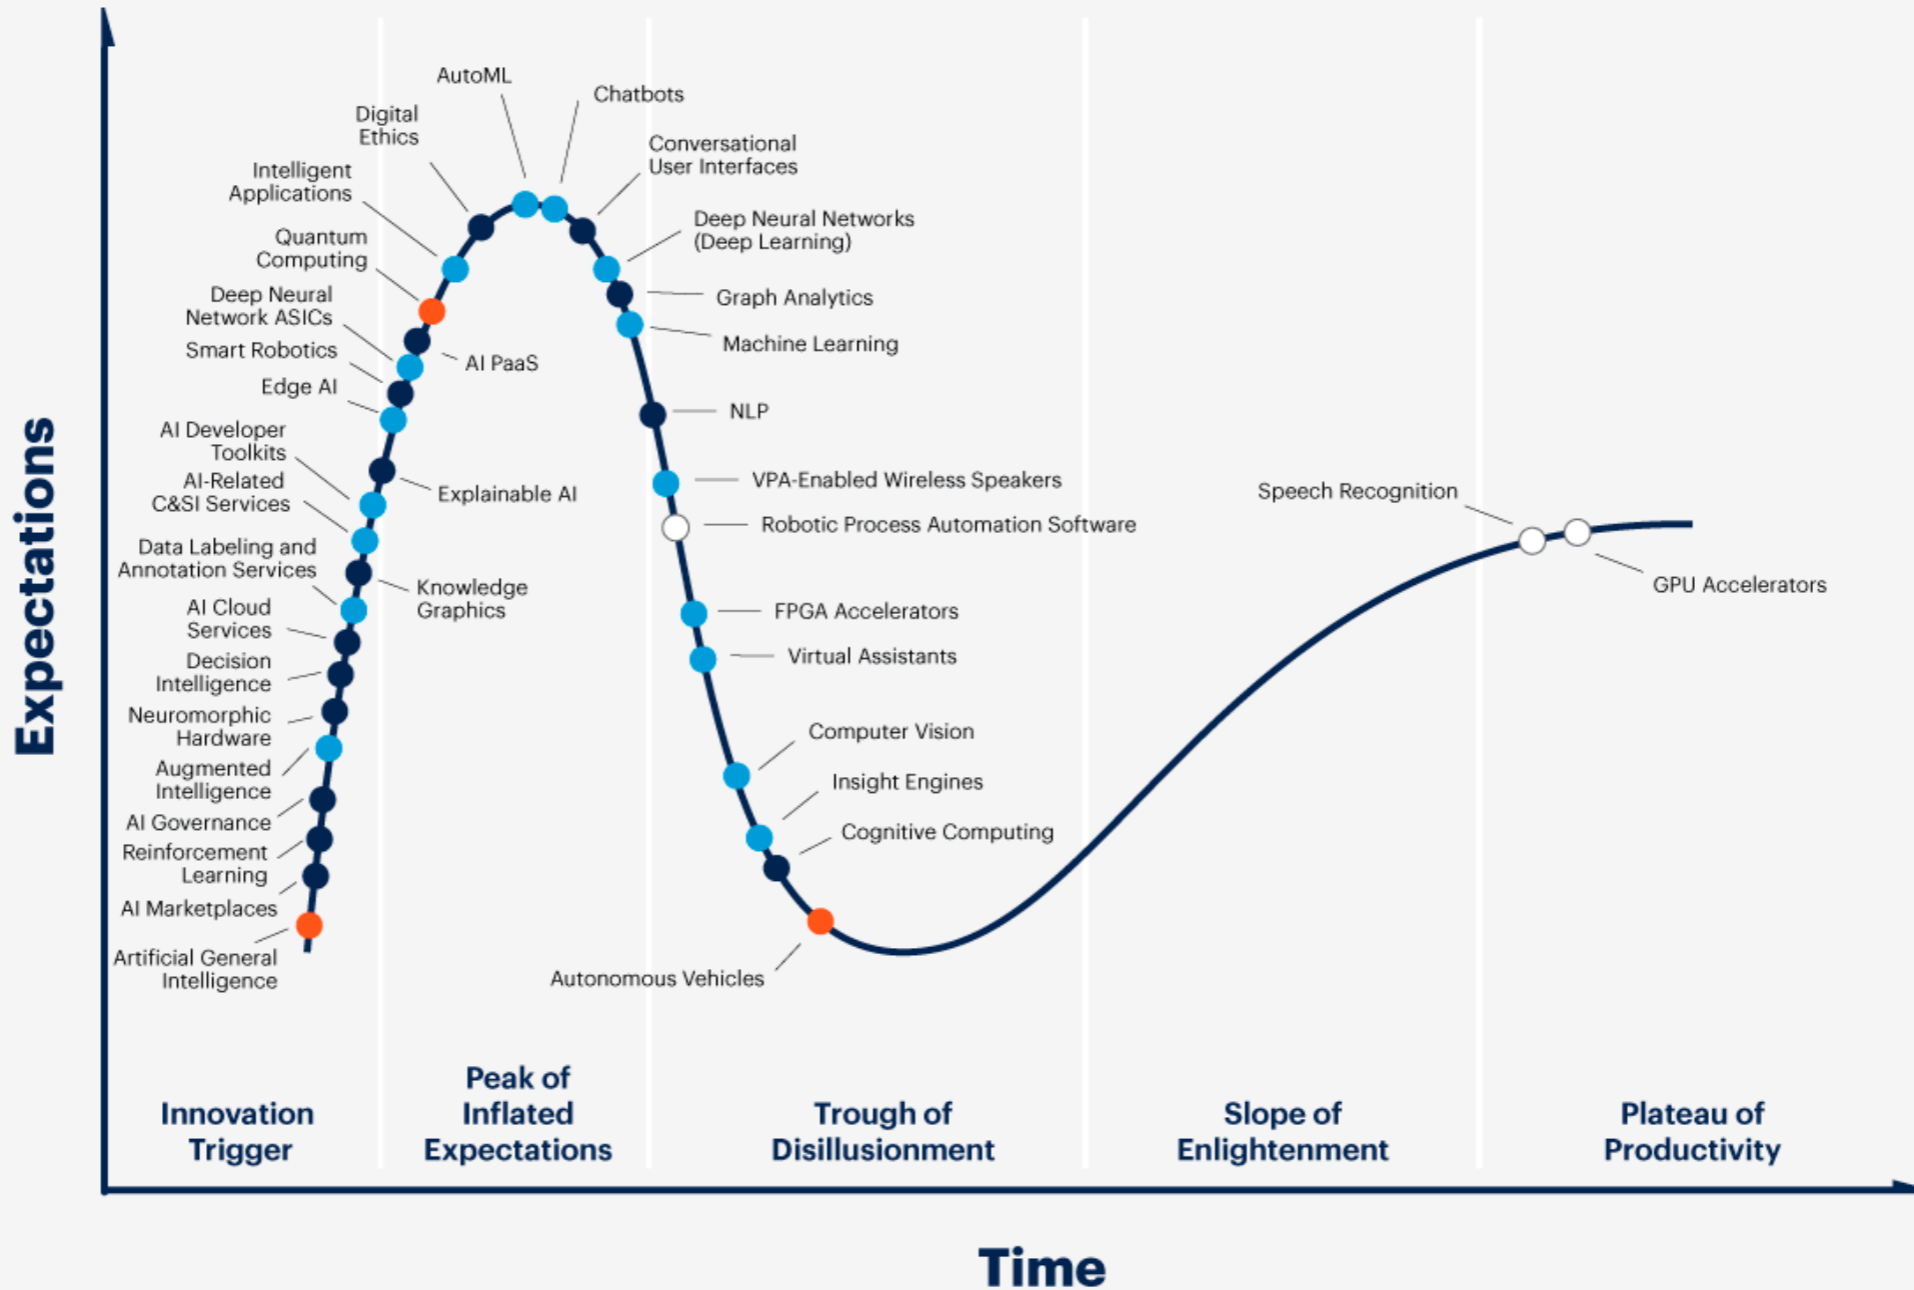 AutoML
Chatbots
Digital
Ethics
Conversational
User Interfaces
Intelligent
Applications
Deep Neural Networks
(Deep Learning)
Quantum
Computing
Graph Analytics
Deep Neural
Network ASICs
Machine Learning
Smart Robotics
AI PaaS
Edge AI
NLP
AI Developer
Toolkits
VPA-Enabled Wireless Speakers
AI-Related
C&SI Services
Explainable AI
Speech Recognition
Robotic Process Automation Software
Data Labeling and
Annotation Services
Knowledge
Graphics
GPU Accelerators
AI Cloud
Services
FPGA Accelerators
Decision
Intelligence
Virtual Assistants
Neuromorphic
Hardware
Computer Vision
Augmented
Intelligence
Insight Engines
AI Governance
Cognitive Computing
Reinforcement
Learning
AI Marketplaces
Artificial General
Intelligence
Autonomous Vehicles
Expectations
Innovation
Trigger
Peak of
Inflated
Expectations
Trough of
Disillusionment
Slope of
Enlightenment
Plateau of
Productivity
Time